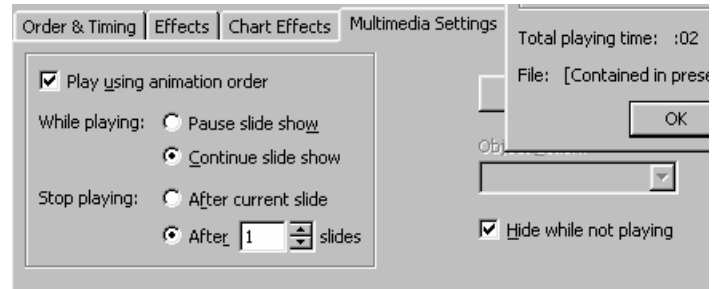 Order & Timing Effects Chart Effects Multimedia Settings
Total playing time: :02
File: [Contained in prese
OK
Play using animation order
While playing: Pause slide show
Continue slide show
Stop playing: After current slide
After 1 slides
Hide while not playing